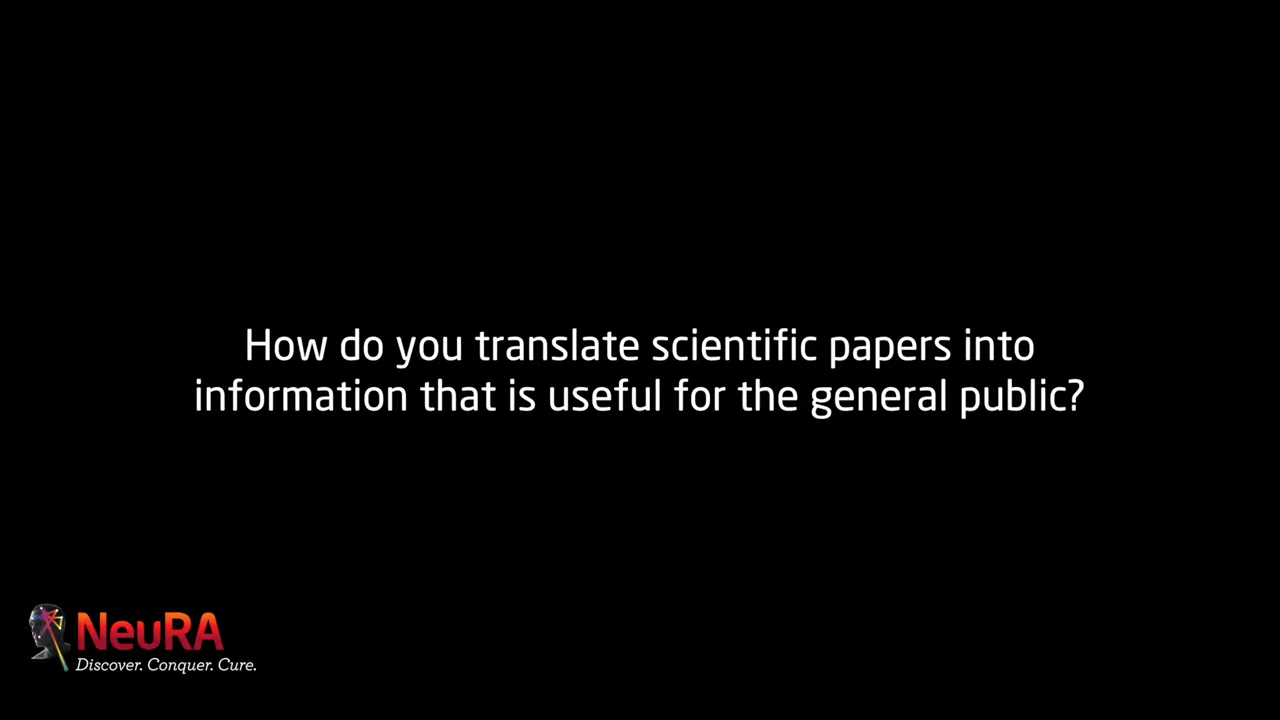 How do you translate scientific papers into
information that is useful for the general public?
NeuRA
Discover. Conquer. Cure.